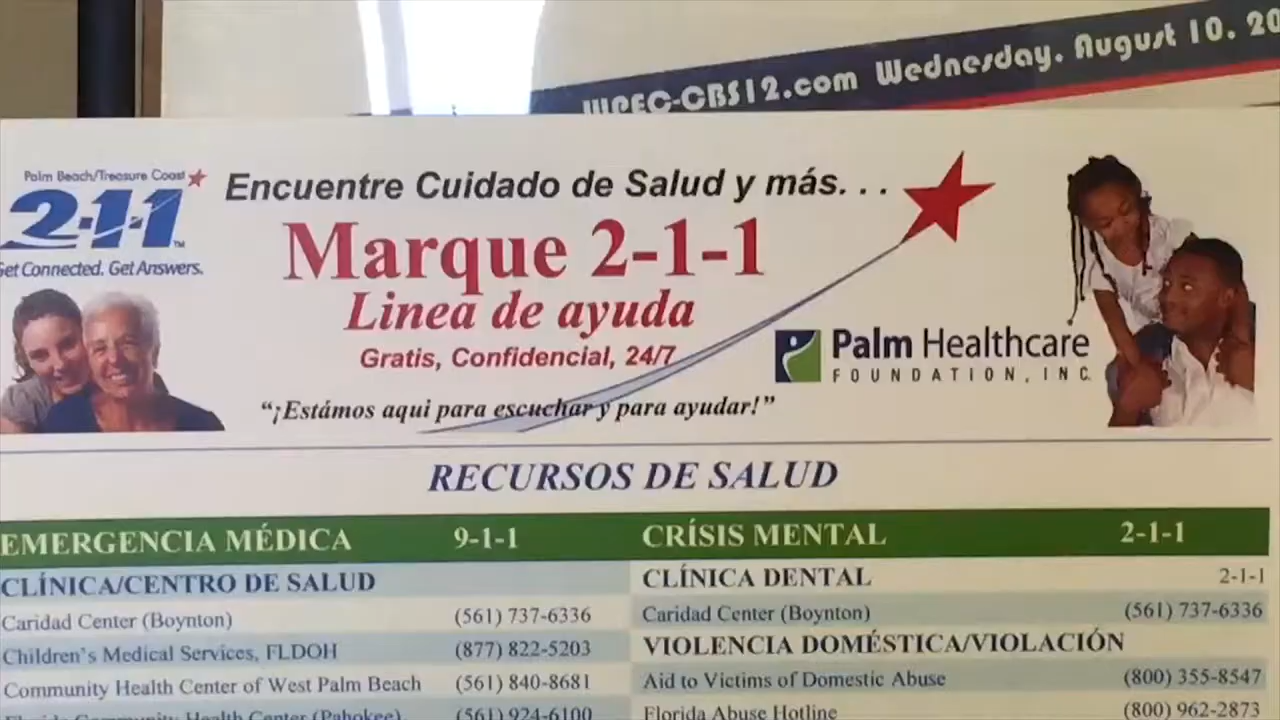 WPEC-CBS12.com Wednesday, August 10, 20
Palm Beach/Treasure Coast
2-1-1
Get Connected. Get Answers.
Encuentre Cuidado de Salud y más. . .
Marque 2-1-1
Linea de ayuda
Gratis, Confidencial, 24/7
“¡Estámos aqui para escuchar y para ayudar!”
Palm Healthcare
FOUNDATION, INC.
RECURSOS DE SALUD
EMERGENCIA MÉDICA 9-1-1
CLÍNICA/CENTRO DE SALUD
Caridad Center (Boynton) (561) 737-6336
Children's Medical Services, FLDOH (877) 822-5203
Community Health Center of West Palm Beach (561) 840-8681
Florida Community Health Center (Pahokee) (561) 924-6100
CRÍSIS MENTAL 2-1-1
CLÍNICA DENTAL 2-1-1
Caridad Center (Boynton) (561) 737-6336
VIOLENCIA DOMÉSTICA/VIOLACIÓN
Aid to Victims of Domestic Abuse (800) 355-8547
Florida Abuse Hotline (800) 962-2873